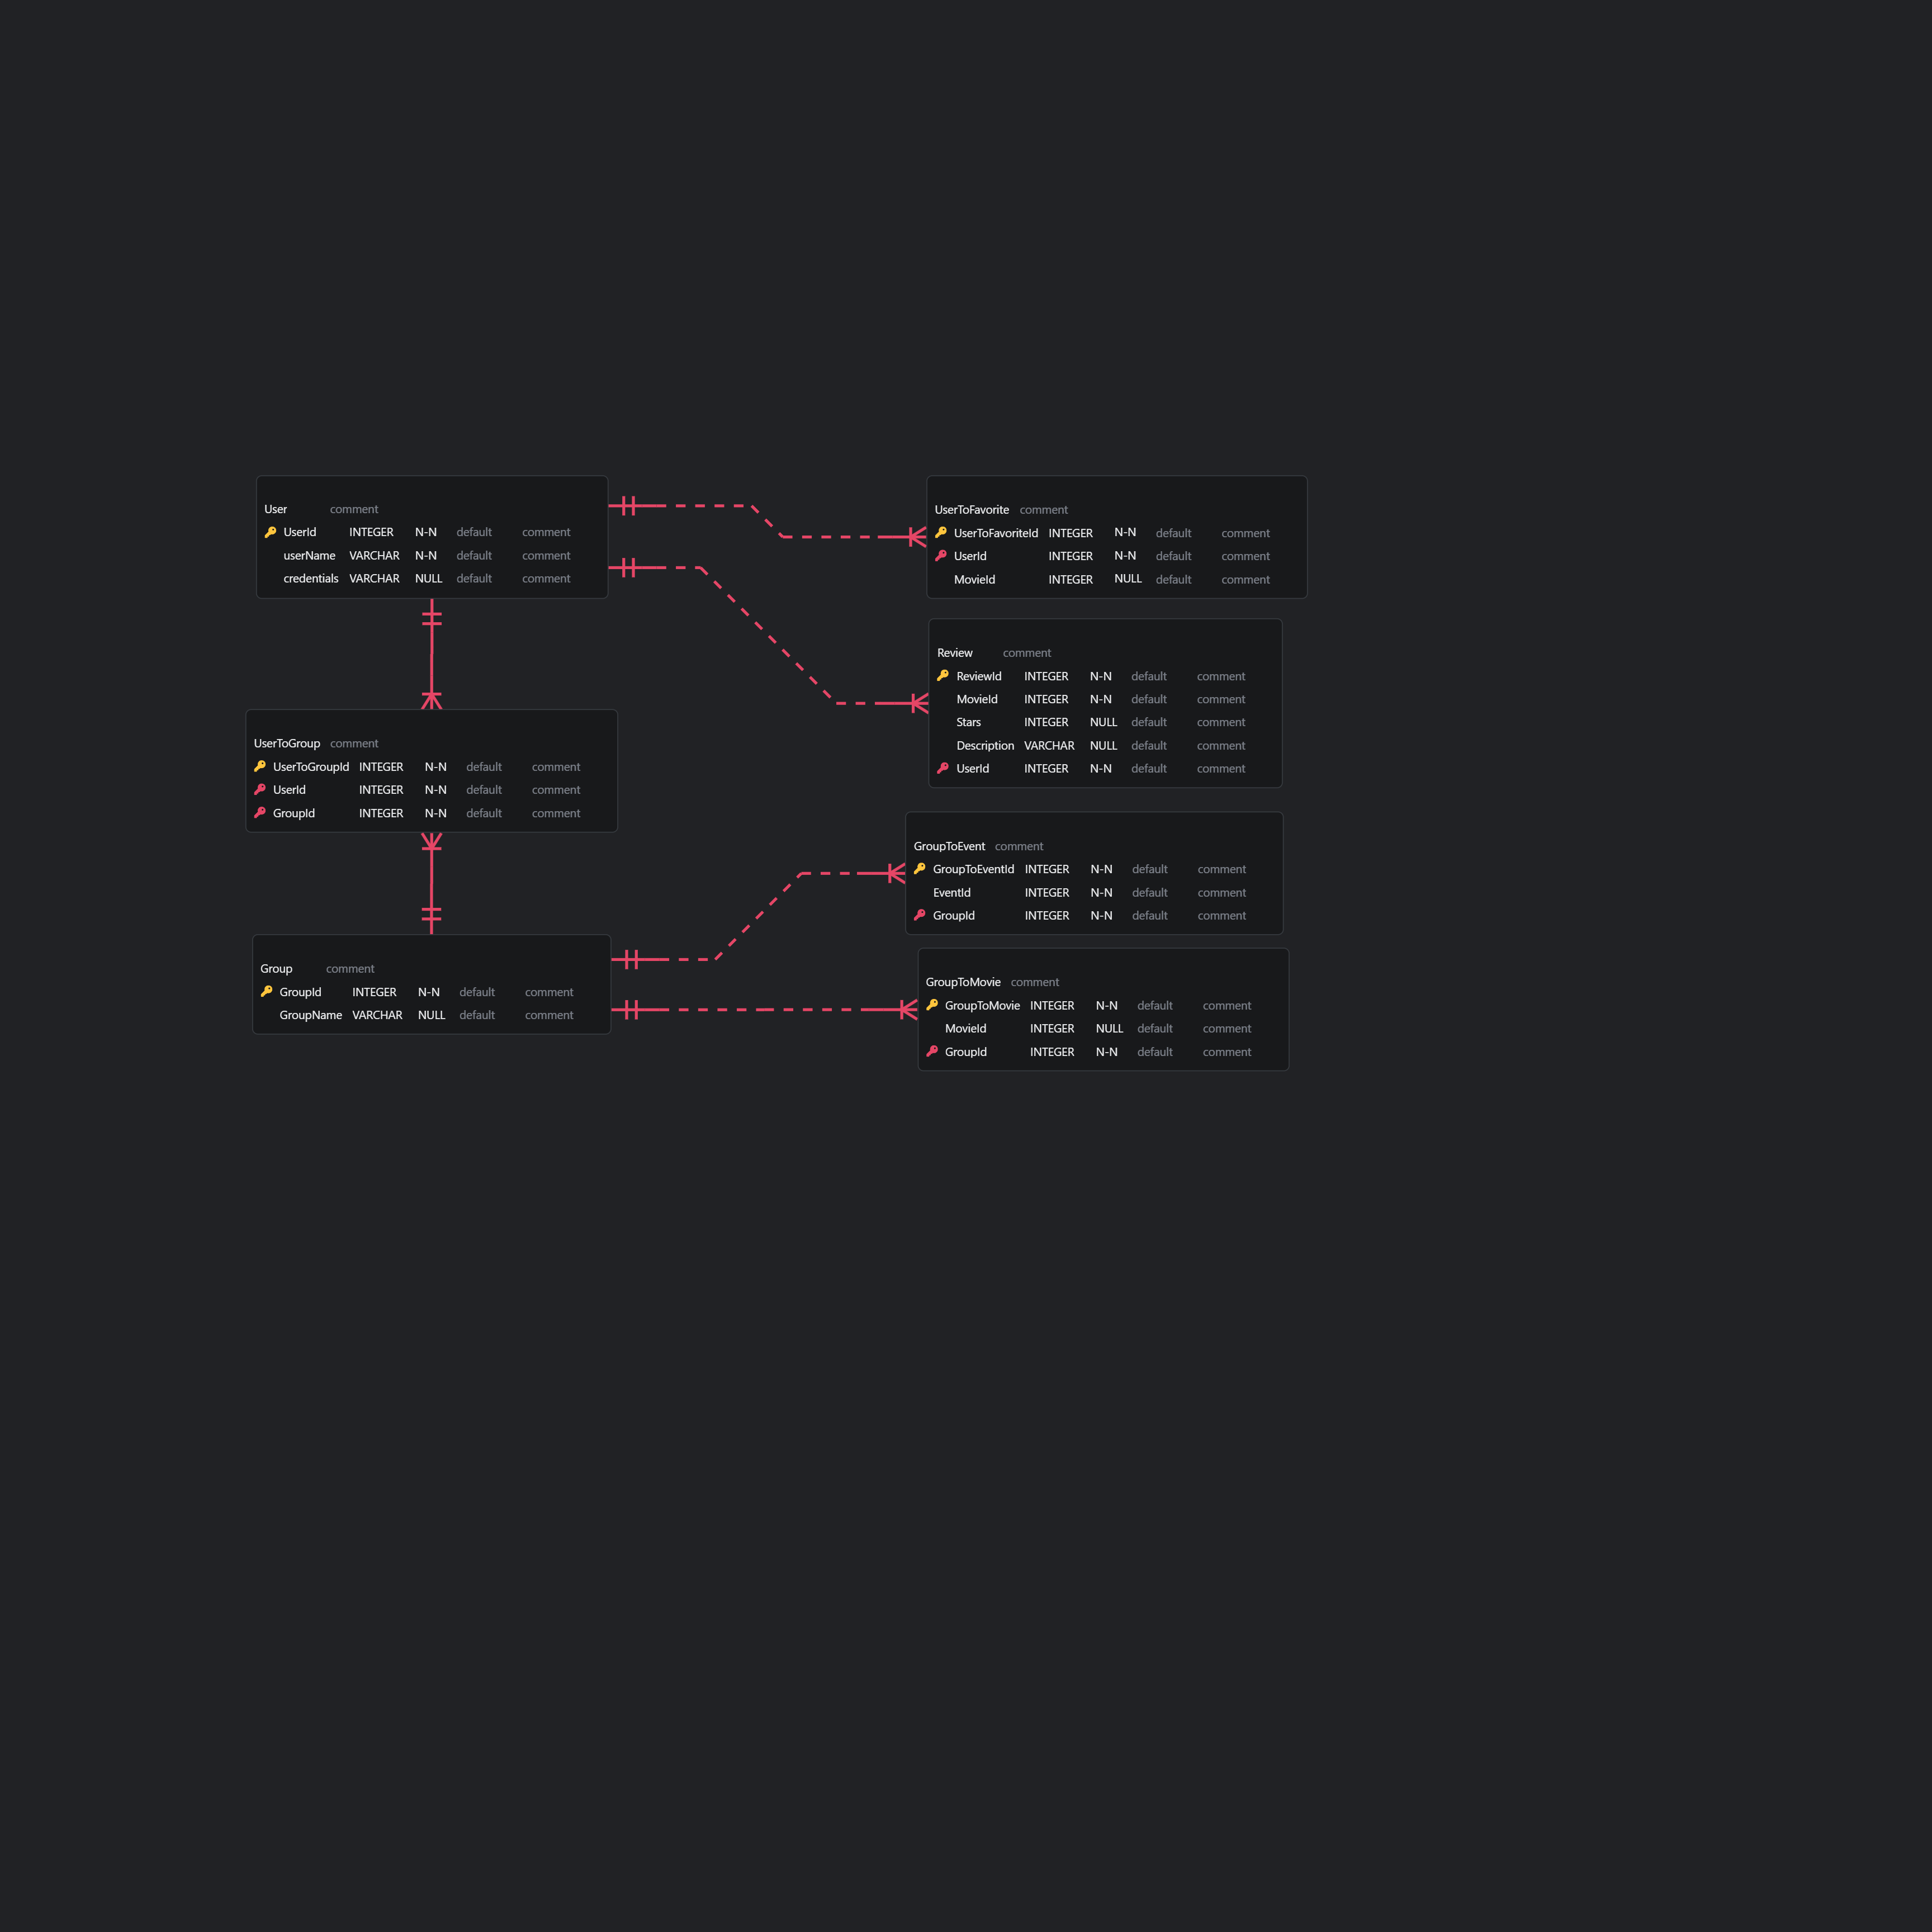 User comment
UserId INTEGER N-N default comment
userName VARCHAR N-N default comment
credentials VARCHAR NULL default comment
UserToFavorite comment
UserToFavoriteId INTEGER N-N default comment
UserId INTEGER N-N default comment
MovieId INTEGER NULL default comment
Review comment
ReviewId INTEGER N-N default comment
MovieId INTEGER N-N default comment
Stars INTEGER NULL default comment
Description VARCHAR NULL default comment
UserId INTEGER N-N default comment
UserToGroup comment
UserToGroupId INTEGER N-N default comment
UserId INTEGER N-N default comment
GroupId INTEGER N-N default comment
GroupToEvent comment
GroupToEventId INTEGER N-N default comment
EventId INTEGER N-N default comment
GroupId INTEGER N-N default comment
Group comment
GroupId INTEGER N-N default comment
GroupName VARCHAR NULL default comment
GroupToMovie comment
GroupToMovie INTEGER N-N default comment
MovieId INTEGER NULL default comment
GroupId INTEGER N-N default comment